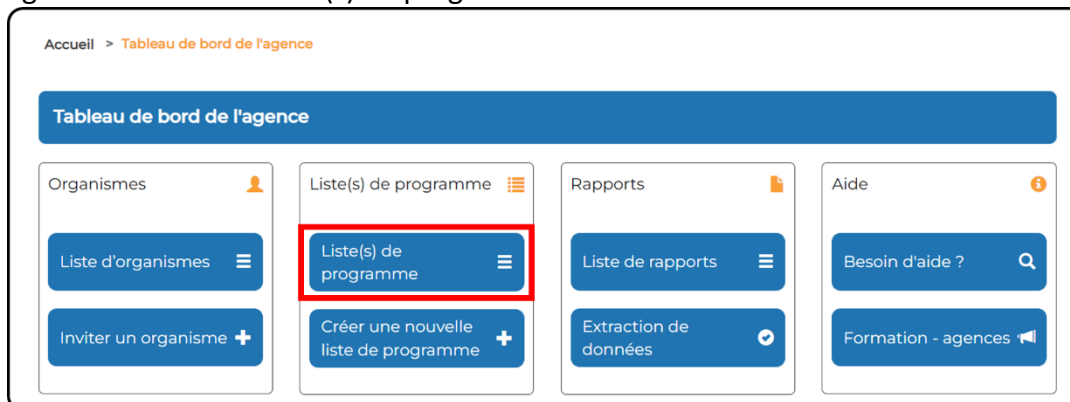 Accueil > Tableau de bord de l'agence
Tableau de bord de l'agence
Organismes
Liste d'organismes
Inviter un organisme
Liste(s) de programme
Liste(s) de
programme
Créer une nouvelle
liste de programme
Rapports
Liste de rapports
Extraction de
données
Aide
Besoin d'aide ?
Formation - agences